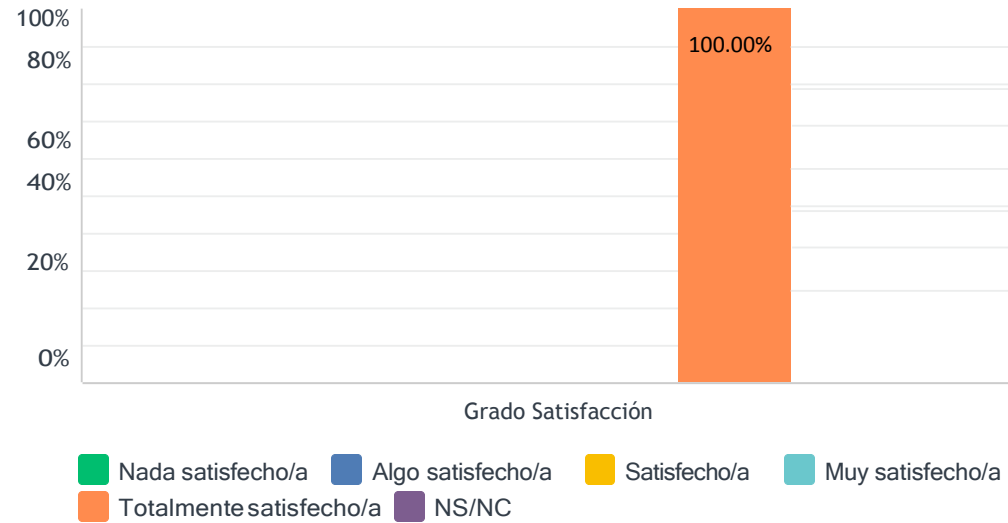 100%
100.00%
80%
60%
40%
20%
0%
Grado Satisfacción
Nada satisfecho/a Algo satisfecho/a Satisfecho/a Muy satisfecho/a
Totalmente satisfecho/a NS/NC